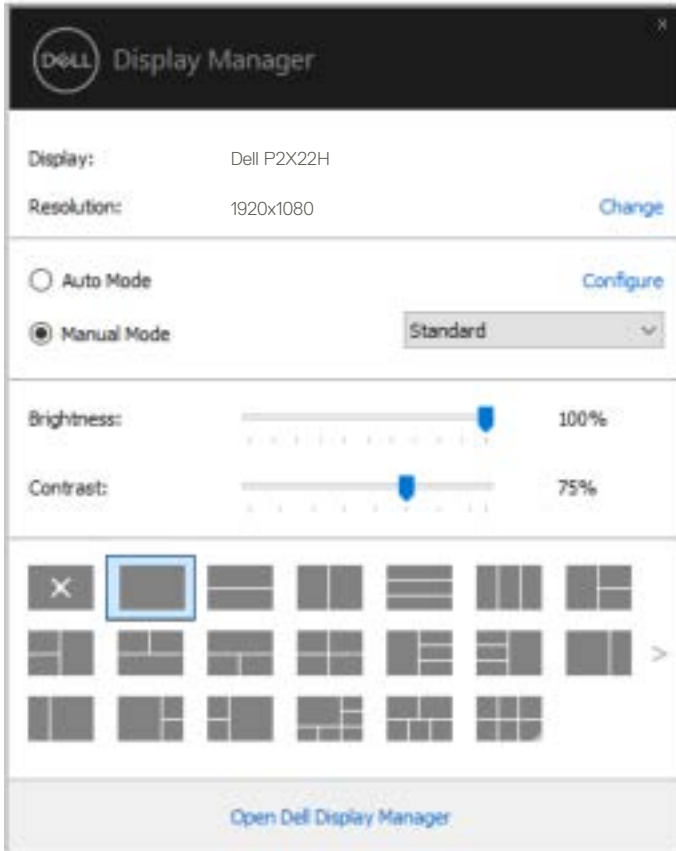 DELL Display Manager
Display: Dell P2X22H
Resolution: 1920x1080 Change
Auto Mode Configure
Manual Mode Standard
Brightness: 100%
Contrast: 75%
Open Dell Display Manager